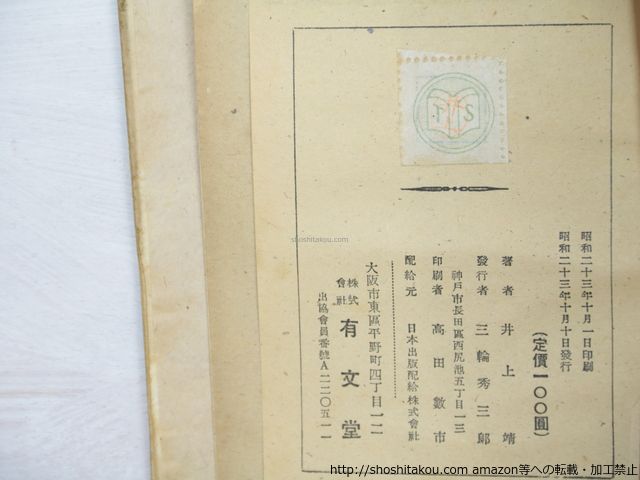 昭和二十三年十月一日印刷
昭和二十三年十月十日發行
(定價一〇〇圓)
著者 井上靖
發行者 三輪秀三郎
神戸市長田區西尻池五丁目一三
印刷者 高田數市
配給元 日本出版配給株式會社
大阪市東區平野町四丁目一二
株式會社 有文堂
出協會員番號A二二〇五一一
shoshitakou.com
http://shoshitakou.com amazon等への転載・加工禁止